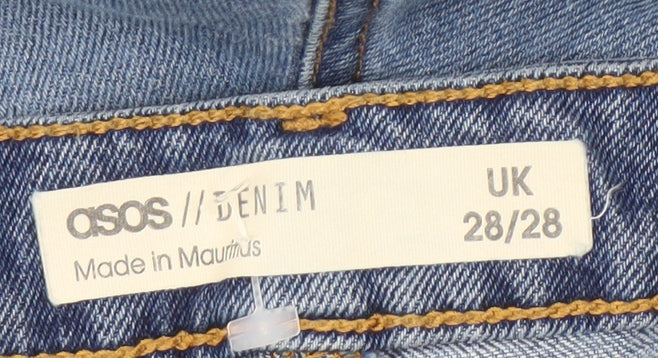 asos // DENIM
Made in Mauritius
UK
28/28